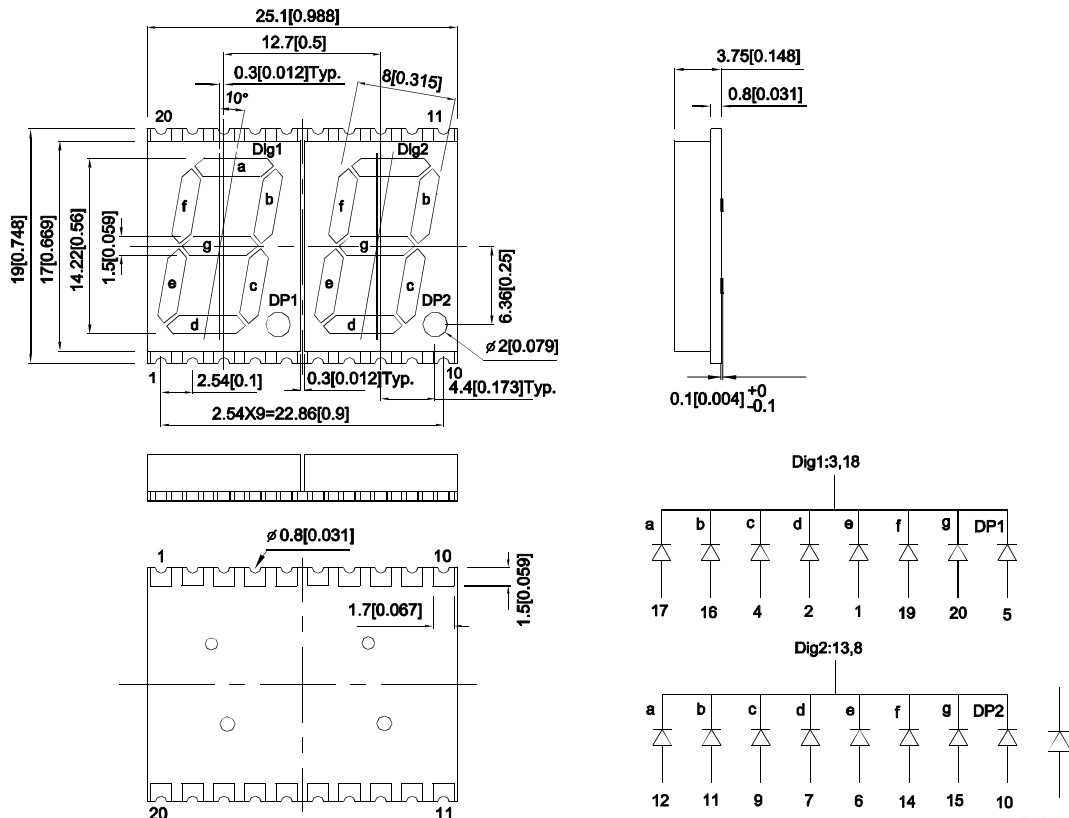 25.1[0.988]
12.7[0.5]
0.3[0.012]Typ.
8[0.315]
10°
20
11
Dig1
Dig2
a
b
f
g
e
c
d
DP1
f
b
g
e
c
d
DP2
19[0.748]
17[0.669]
14.22[0.56]
1.5[0.059]
6.36[0.25]
ø2[0.079]
1
10
2.54[0.1]
0.3[0.012]Typ.
4.4[0.173]Typ.
2.54X9=22.86[0.9]
3.75[0.148]
0.8[0.031]
0.1[0.004] +0
-0.1
ø0.8[0.031]
1
10
1.5[0.059]
1.7[0.067]
20
11
Dig1:3,18
a b c d e f g DP1
17 16 4 2 1 19 20 5
Dig2:13,8
a b c d e f g DP2
12 11 9 7 6 14 15 10